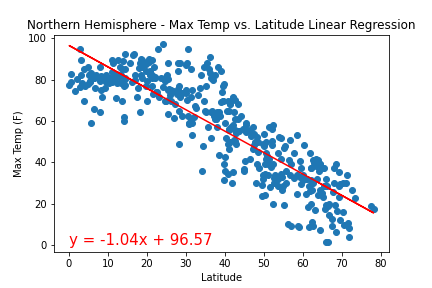 Northern Hemisphere - Max Temp vs. Latitude Linear Regression
100
80
60
40
20
0
Max Temp (F)
y = -1.04x + 96.57
0 10 20 30 40 50 60 70 80
Latitude